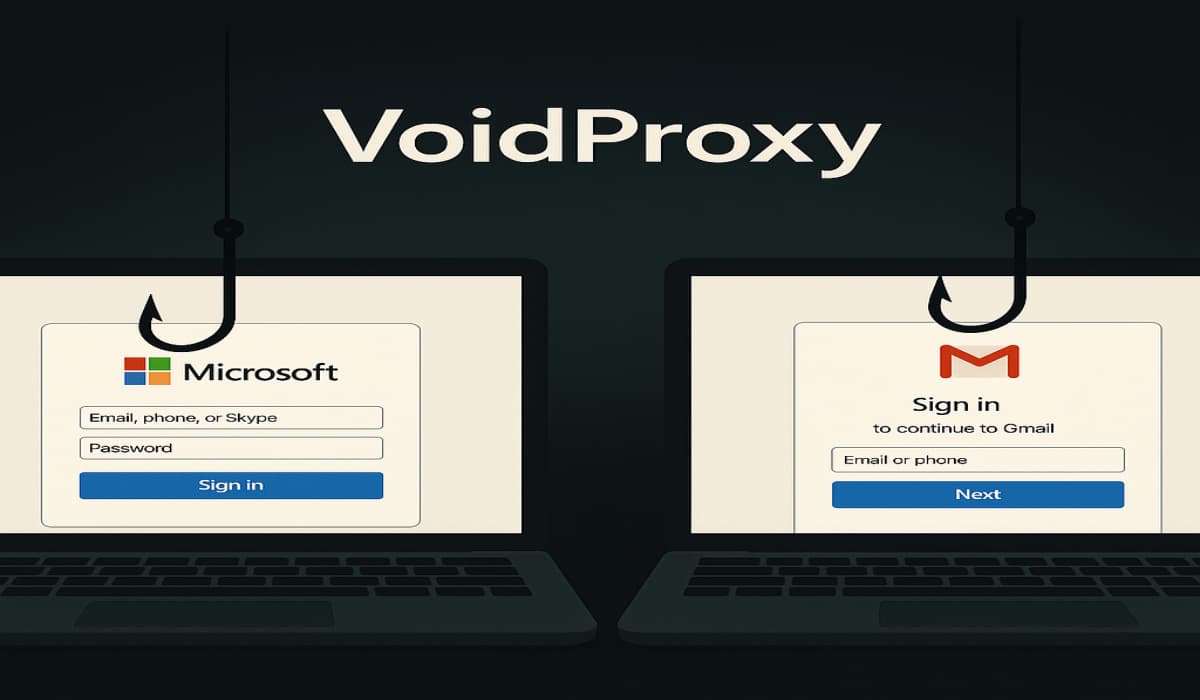 VoidProxy
Microsoft
Email, phone, or Skype
Password
Sign in
Sign in
to continue to Gmail
Email or phone
Next